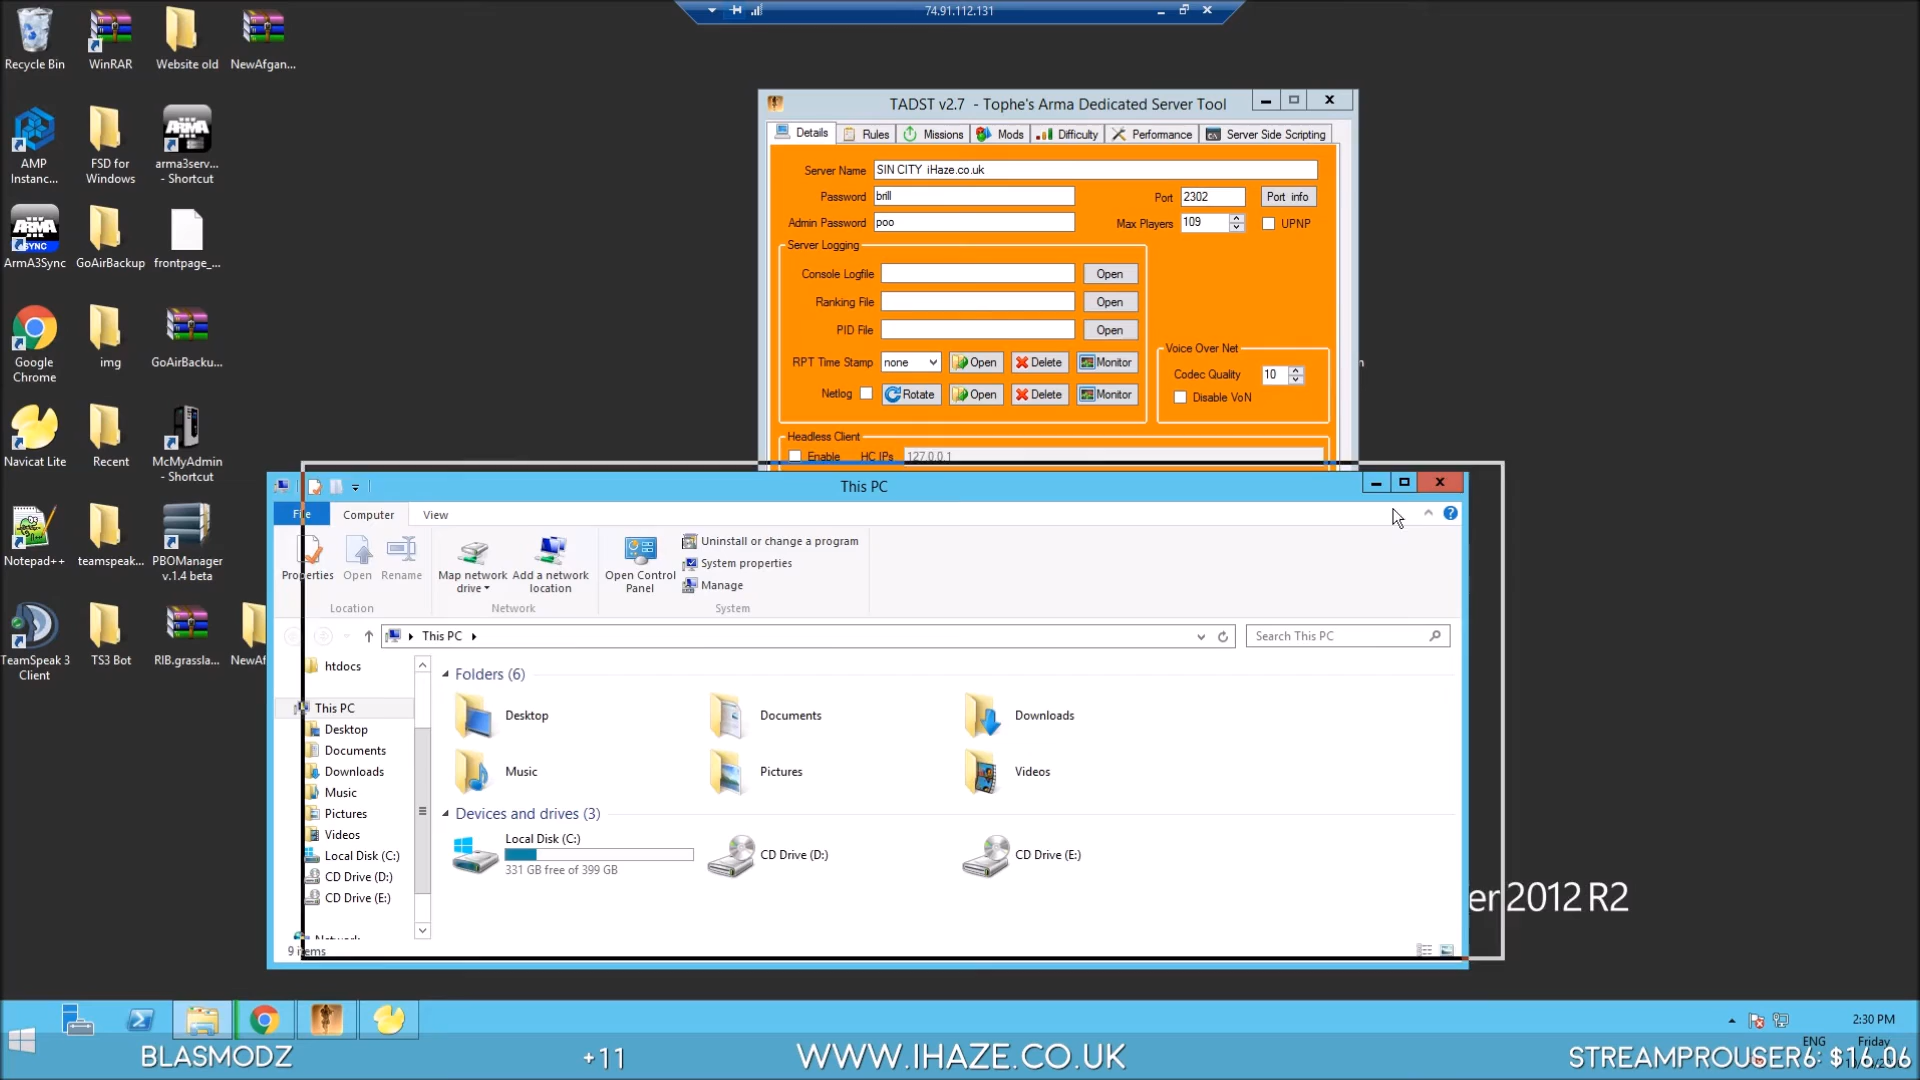 74.91.112.131
Recycle Bin
WinRAR
Website old
NewAfgan...
AMP Instanc...
FSD for Windows
arma3serv... - Shortcut
ArmA3Sync
GoAirBackup
frontpage_...
Google Chrome
img
GoAirBacku...
Navicat Lite
Recent
McMyAdmin - Shortcut
Notepad++
teamspeak...
PBOManager v.1.4 beta
TeamSpeak 3 Client
TS3 Bot
RIB.grassla...
NewAf
TADST v2.7 - Tophe's Arma Dedicated Server Tool
Details Rules Missions Mods Difficulty Performance Server Side Scripting
Server Name SIN CITY iHaze.co.uk
Password brill Port 2302 Port info
Admin Password poo Max Players 109 UPNP
Server Logging
Console Logfile Open
Ranking File Open
PID File Open
RPT Time Stamp none Open Delete Monitor
Netlog Rotate Open Delete Monitor
Voice Over Net
Codec Quality 10
Disable VoN
Headless Client
Enable HC IPs 127.0.0.1
This PC
File Computer View
Properties Open Rename
Location
Map network drive
Add a network location
Network
Open Control Panel
Uninstall or change a program
System properties
Manage
System
This PC
Search This PC
htdocs
This PC
Desktop
Documents
Downloads
Music
Pictures
Videos
Local Disk (C:)
CD Drive (D:)
CD Drive (E:)
Network
9 items
Folders (6)
Desktop Documents Downloads
Music Pictures Videos
Devices and drives (3)
Local Disk (C:)
331 GB free of 399 GB
CD Drive (D:)
CD Drive (E:)
er 2012 R2
2:30 PM
ENG Friday
BLASMODZ
+11
WWW.IHAZE.CO.UK
STREAMPROUSER6: $16.06